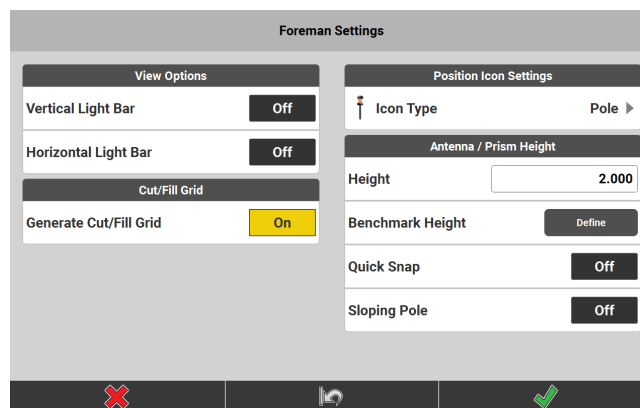 Foreman Settings
View Options
Vertical Light Bar Off
Horizontal Light Bar Off
Cut/Fill Grid
Generate Cut/Fill Grid On
Position Icon Settings
Icon Type Pole
Antenna / Prism Height
Height 2.000
Benchmark Height Define
Quick Snap Off
Sloping Pole Off